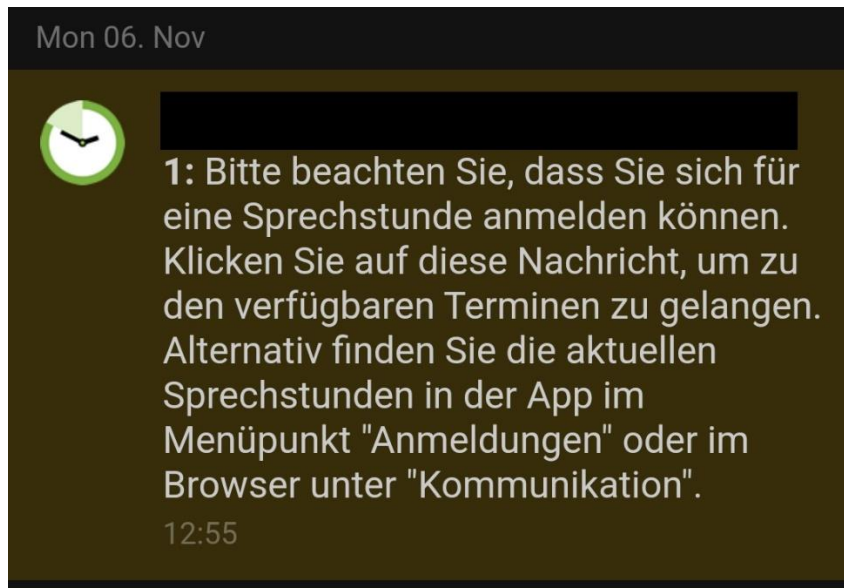 Mon 06. Nov
1: Bitte beachten Sie, dass Sie sich für
eine Sprechstunde anmelden können.
Klicken Sie auf diese Nachricht, um zu
den verfügbaren Terminen zu gelangen.
Alternativ finden Sie die aktuellen
Sprechstunden in der App im
Menüpunkt "Anmeldungen" oder im
Browser unter "Kommunikation".
12:55